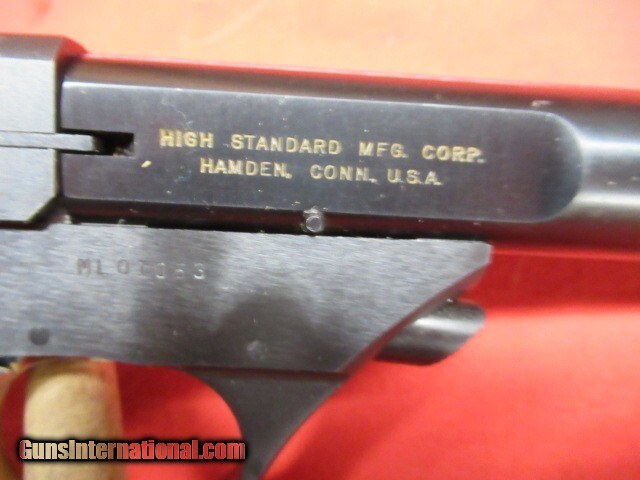 HIGH STANDARD MFG. CORP.
HAMDEN, CONN., U.S.A.
GunsInternational.com